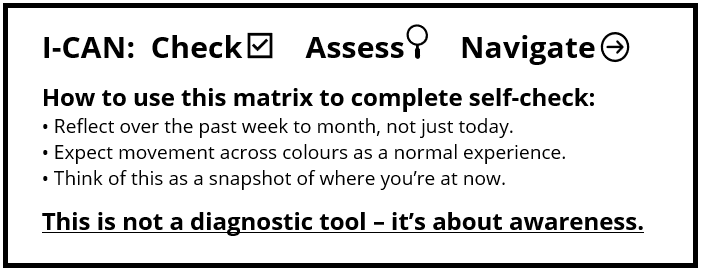 I-CAN: Check Assess Navigate
How to use this matrix to complete self-check:
• Reflect over the past week to month, not just today.
• Expect movement across colours as a normal experience.
• Think of this as a snapshot of where you’re at now.
This is not a diagnostic tool – it’s about awareness.